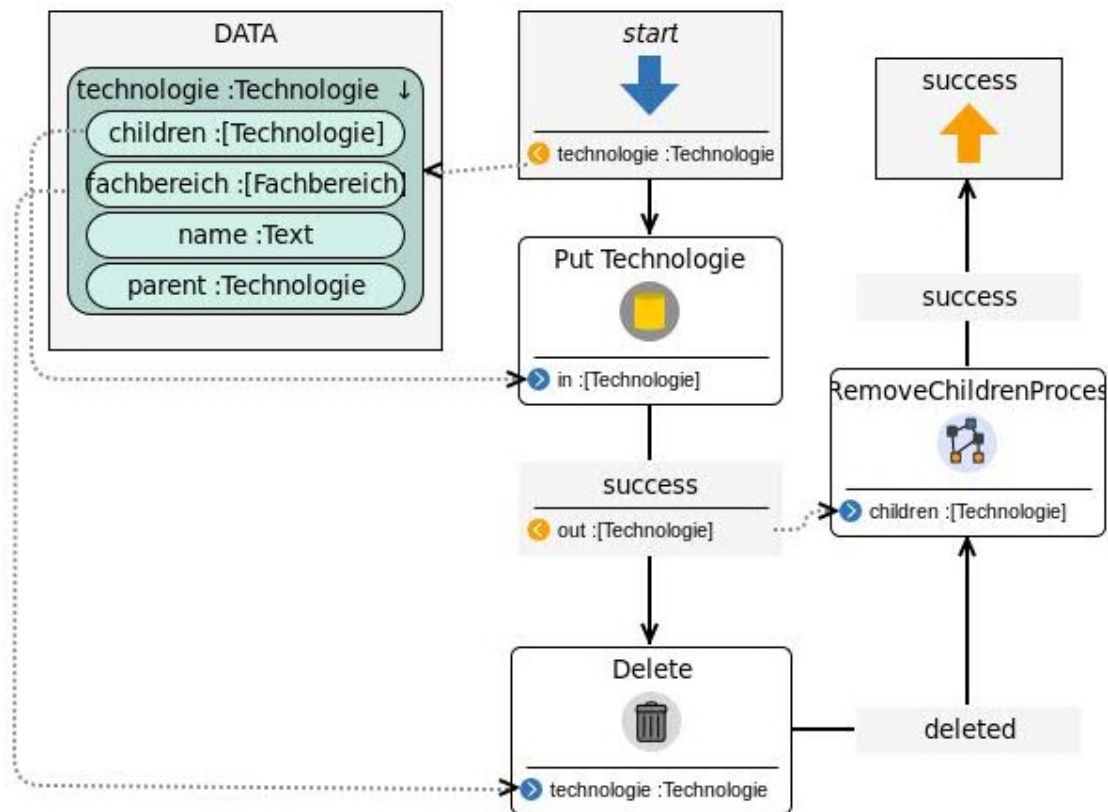 DATA
technologie :Technologie ↓
children :[Technologie]
fachbereich :[Fachbereich]
name :Text
parent :Technologie
start
technologie :Technologie
Put Technologie
in :[Technologie]
success
out :[Technologie]
Delete
technologie :Technologie
deleted
RemoveChildrenProces
children :[Technologie]
success
success